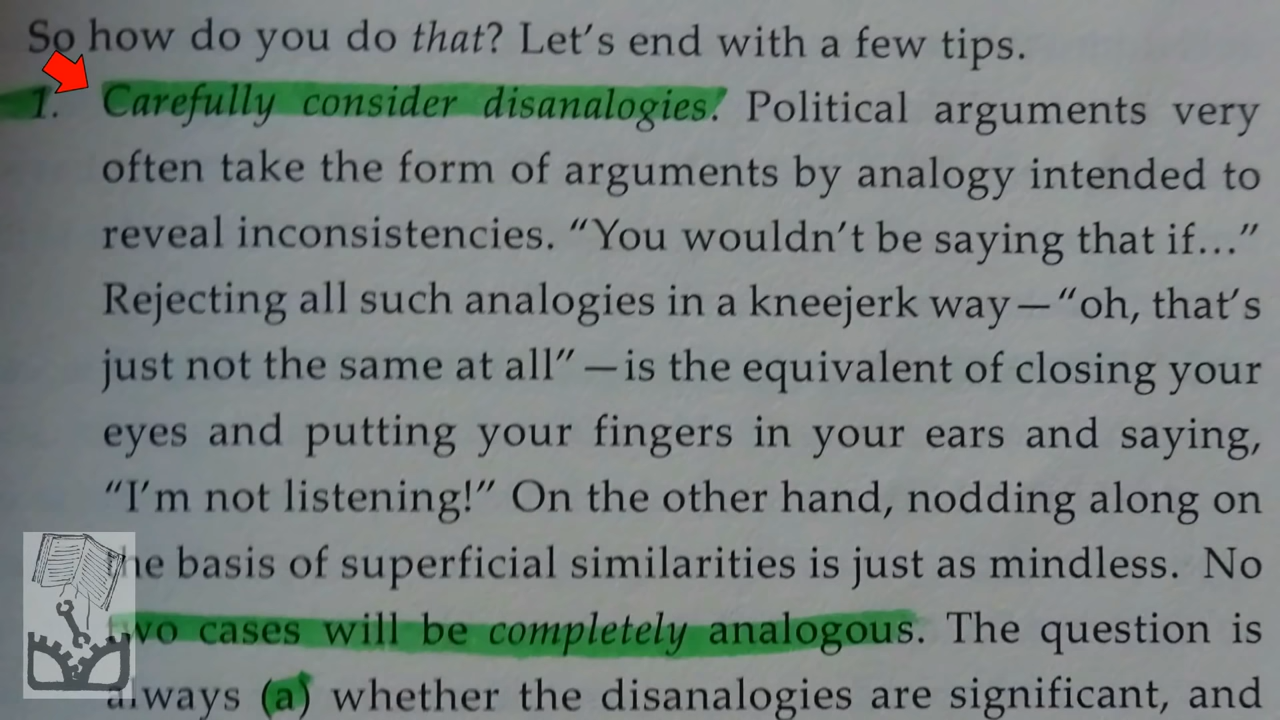 So how do you do that? Let's end with a few tips.
1. Carefully consider disanalogies. Political arguments very
often take the form of arguments by analogy intended to
reveal inconsistencies. “You wouldn't be saying that if...”
Rejecting all such analogies in a kneejerk way—“oh, that's
just not the same at all”—is the equivalent of closing your
eyes and putting your fingers in your ears and saying,
“I'm not listening!” On the other hand, nodding along on
the basis of superficial similarities is just as mindless. No
two cases will be completely analogous. The question is
always (a) whether the disanalogies are significant, and